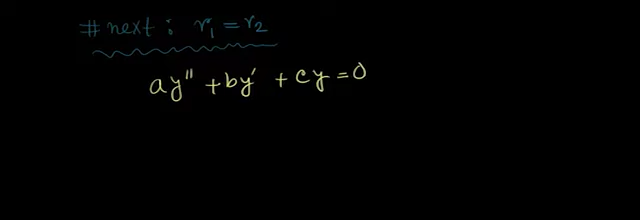 # next : r₁ = r₂
ay'' + by' + cy = 0